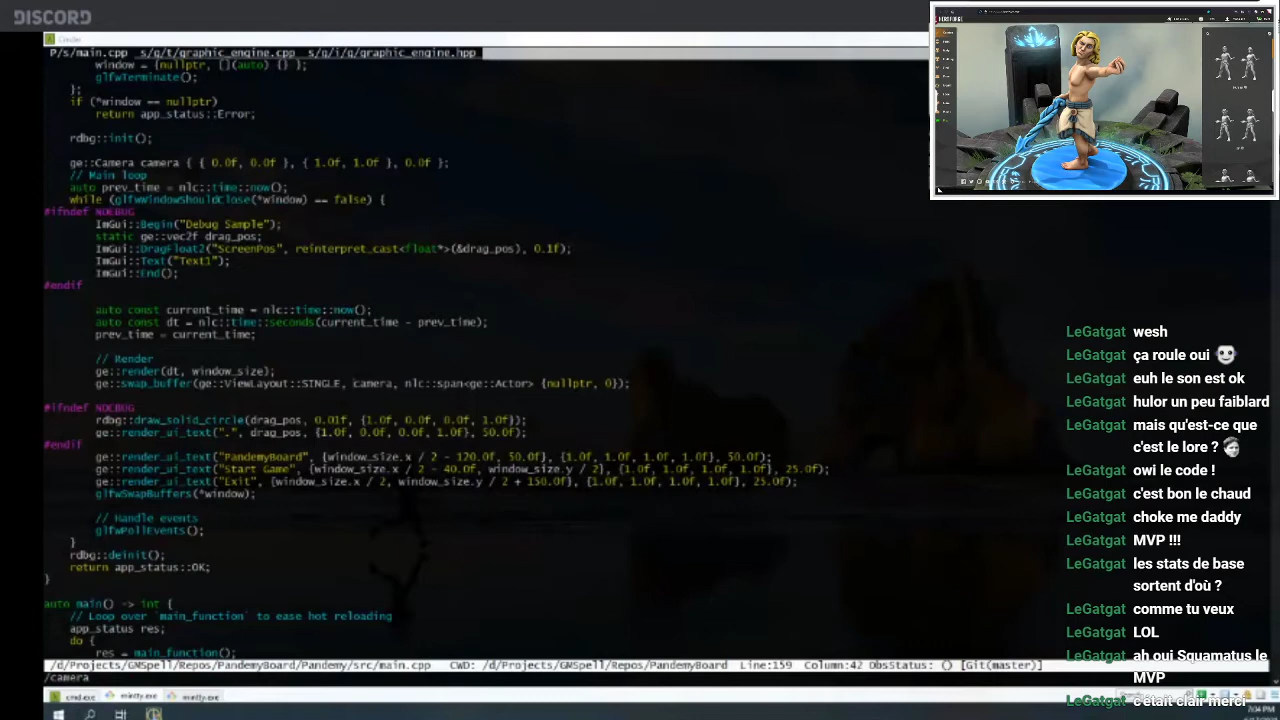 DISCORD
P/s/main.cpp  s/g/t/graphic_engine.cpp  s/g/i/g/graphic_engine.hpp
window = {nullptr, [](auto) {} };
glfwTerminate();
};
if (*window == nullptr)
return app_status::Error;
rdbg::init();
ge::Camera camera { { 0.0f, 0.0f }, { 1.0f, 1.0f }, 0.0f };
// Main loop
auto prev_time = nlc::time::now();
while (glfwWindowShouldClose(*window) == false) {
#ifndef NDEBUG
ImGui::Begin("Debug Sample");
static ge::vec2f drag_pos;
ImGui::DragFloat2("ScreenPos", reinterpret_cast<float*>(&drag_pos), 0.1f);
ImGui::Text("Text1");
ImGui::End();
#endif
auto const current_time = nlc::time::now();
auto const dt = nlc::time::seconds(current_time - prev_time);
prev_time = current_time;
// Render
ge::render(dt, window_size);
ge::swap_buffer(ge::ViewLayout::SINGLE, camera, nlc::span<ge::Actor> {nullptr, 0});
#ifndef NDEBUG
rdbg::draw_solid_circle(drag_pos, 0.01f, {1.0f, 0.0f, 0.0f, 1.0f});
ge::render_ui_text(".", drag_pos, {1.0f, 0.0f, 0.0f, 1.0f}, 50.0f);
#endif
ge::render_ui_text("PandemyBoard", {window_size.x / 2 - 120.0f, 50.0f}, {1.0f, 1.0f, 1.0f, 1.0f}, 50.0f);
ge::render_ui_text("Start Game", {window_size.x / 2 - 40.0f, window_size.y / 2}, {1.0f, 1.0f, 1.0f, 1.0f}, 25.0f);
ge::render_ui_text("Exit", {window_size.x / 2, window_size.y / 2 + 150.0f}, {1.0f, 1.0f, 1.0f, 1.0f}, 25.0f);
glfwSwapBuffers(*window);
// Handle events
glfwPollEvents();
}
rdbg::deinit();
return app_status::OK;
}
auto main() -> int {
// Loop over `main_function` to ease hot reloading
app_status res;
do {
res = main_function();
/d/Projects/GMSpell/Repos/PandemyBoard/Pandemy/src/main.cpp   CWD: /d/Projects/GMSpell/Repos/PandemyBoard   Line:159  Column:42 ObsStatus: () [Git(master)]
/camera
cmd.exe  mintty.exe  mintty.exe
7:04 PM
LeGatgat wesh
LeGatgat ça roule oui
LeGatgat euh le son est ok
LeGatgat hulor un peu faiblard
LeGatgat mais qu'est-ce que
c'est le lore ?
LeGatgat owi le code !
LeGatgat c'est bon le chaud
LeGatgat choke me daddy
LeGatgat MVP !!!
LeGatgat les stats de base
sortent d'où ?
LeGatgat comme tu veux
LeGatgat LOL
LeGatgat ah oui Squamatus le
MVP
LeGatgat c'était clair merci